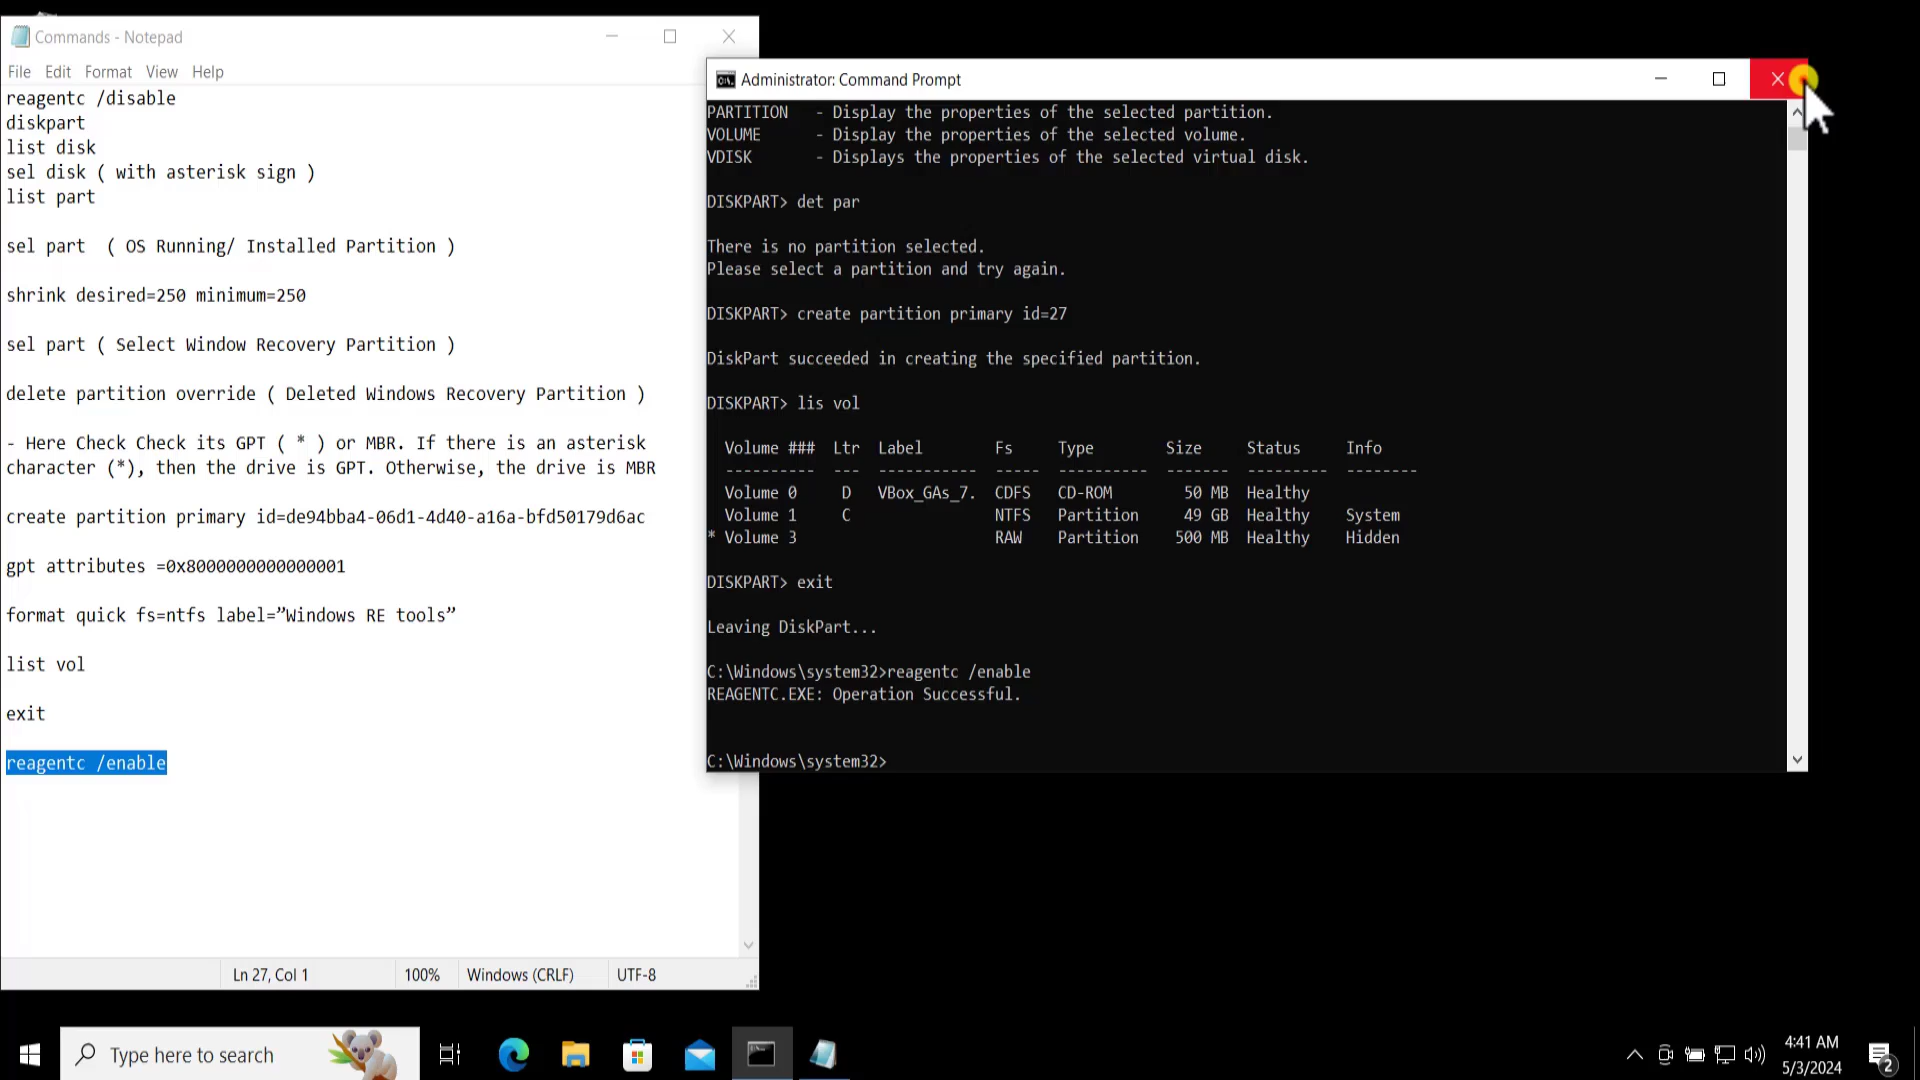 Commands - Notepad
File Edit Format View Help
reagentc /disable
diskpart
list disk
sel disk ( with asterisk sign )
list part
sel part  ( OS Running/ Installed Partition )
shrink desired=250 minimum=250
sel part ( Select Window Recovery Partition )
delete partition override ( Deleted Windows Recovery Partition )
- Here Check Check its GPT ( * ) or MBR. If there is an asterisk
character (*), then the drive is GPT. Otherwise, the drive is MBR
create partition primary id=de94bba4-06d1-4d40-a16a-bfd50179d6ac
gpt attributes =0x8000000000000001
format quick fs=ntfs label=”Windows RE tools”
list vol
exit
reagentc /enable
Ln 27, Col 1 100% Windows (CRLF) UTF-8
Administrator: Command Prompt
PARTITION   - Display the properties of the selected partition.
VOLUME      - Display the properties of the selected volume.
VDISK       - Displays the properties of the selected virtual disk.
DISKPART> det par
There is no partition selected.
Please select a partition and try again.
DISKPART> create partition primary id=27
DiskPart succeeded in creating the specified partition.
DISKPART> lis vol
  Volume ###  Ltr  Label        Fs     Type        Size     Status     Info
  ----------  ---  -----------  -----  ----------  -------  ---------  --------
  Volume 0     D   VBox_GAs_7.  CDFS   CD-ROM        50 MB  Healthy
  Volume 1     C                NTFS   Partition     49 GB  Healthy    System
* Volume 3                      RAW    Partition    500 MB  Healthy    Hidden
DISKPART> exit
Leaving DiskPart...
C:\Windows\system32>reagentc /enable
REAGENTC.EXE: Operation Successful.
C:\Windows\system32>
Type here to search
4:41 AM
5/3/2024
2